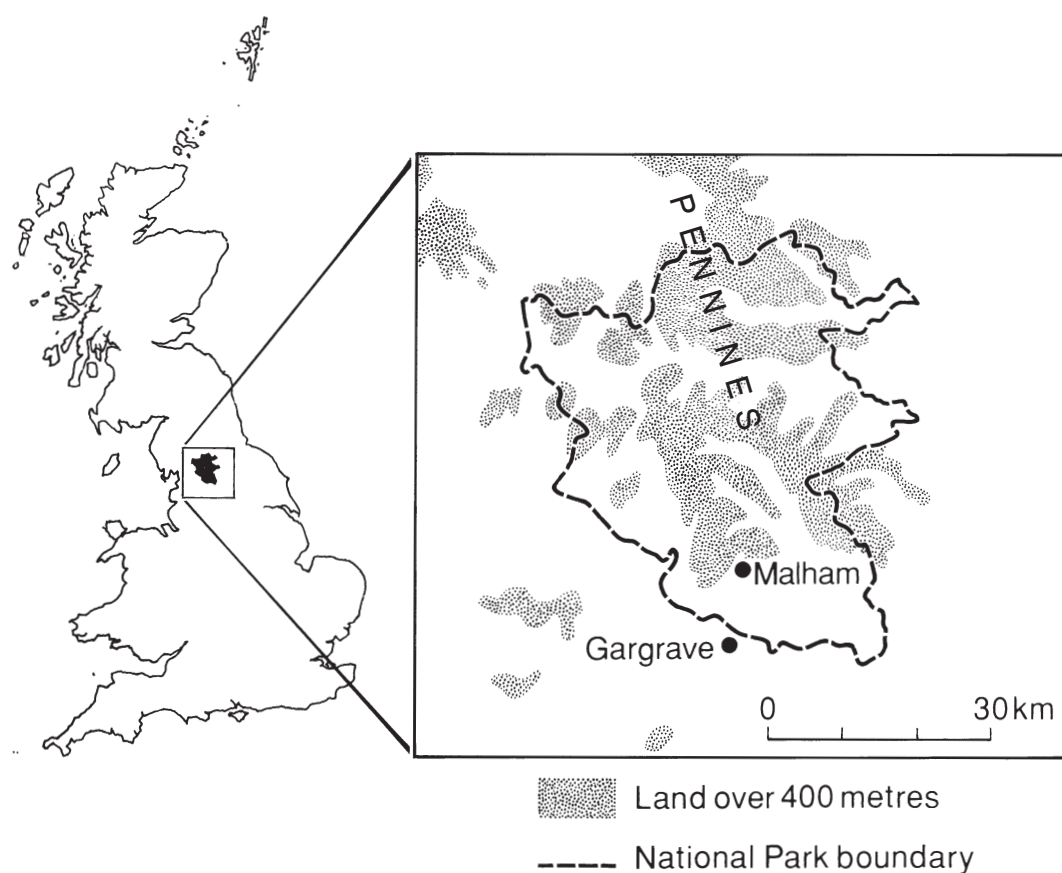 PENNINES
Malham
Gargrave
0 30km
Land over 400 metres
National Park boundary